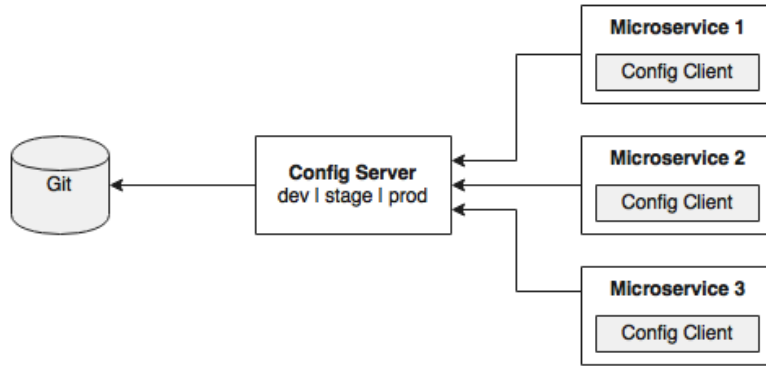 Microservice 1
Config Client
Git
Config Server
dev | stage | prod
Microservice 2
Config Client
Microservice 3
Config Client